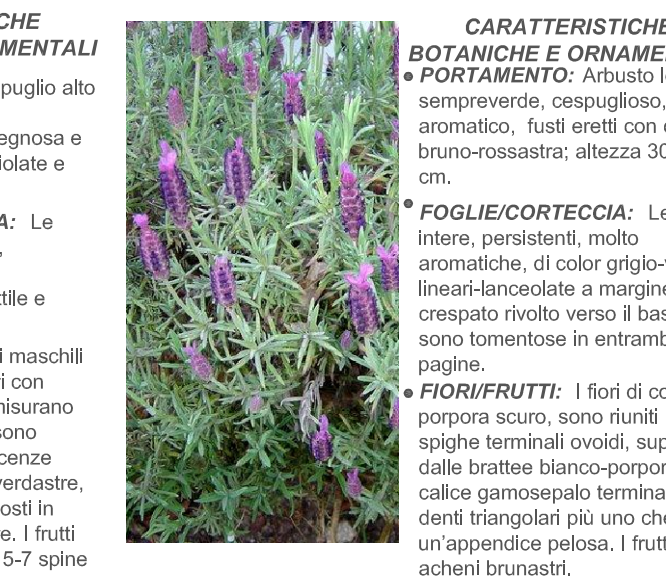 CHE
MENTALI
puglio alto
egnosa e
iolate e
A: Le
,
ttile e
i maschili
ri con
misurano
sono
cenze
verdastre,
osti in
e. I frutti
5-7 spine
CARATTERISTICHE
BOTANICHE E ORNAME
PORTAMENTO: Arbusto l
sempreverde, cespuglioso,
aromatico, fusti eretti con
bruno-rossastra; altezza 30
cm.
FOGLIE/CORTECCIA: Le
intere, persistenti, molto
aromatiche, di color grigio-v
lineari-lanceolate a margine
crespato rivolto verso il bas
sono tomentose in entramb
pagine.
FIORI/FRUTTI: I fiori di co
porpora scuro, sono riuniti
spighe terminali ovoidi, sup
dalle brattee bianco-porpor
calice gamosepalo termina
denti triangolari più uno che
un'appendice pelosa. I frutt
acheni brunastri.